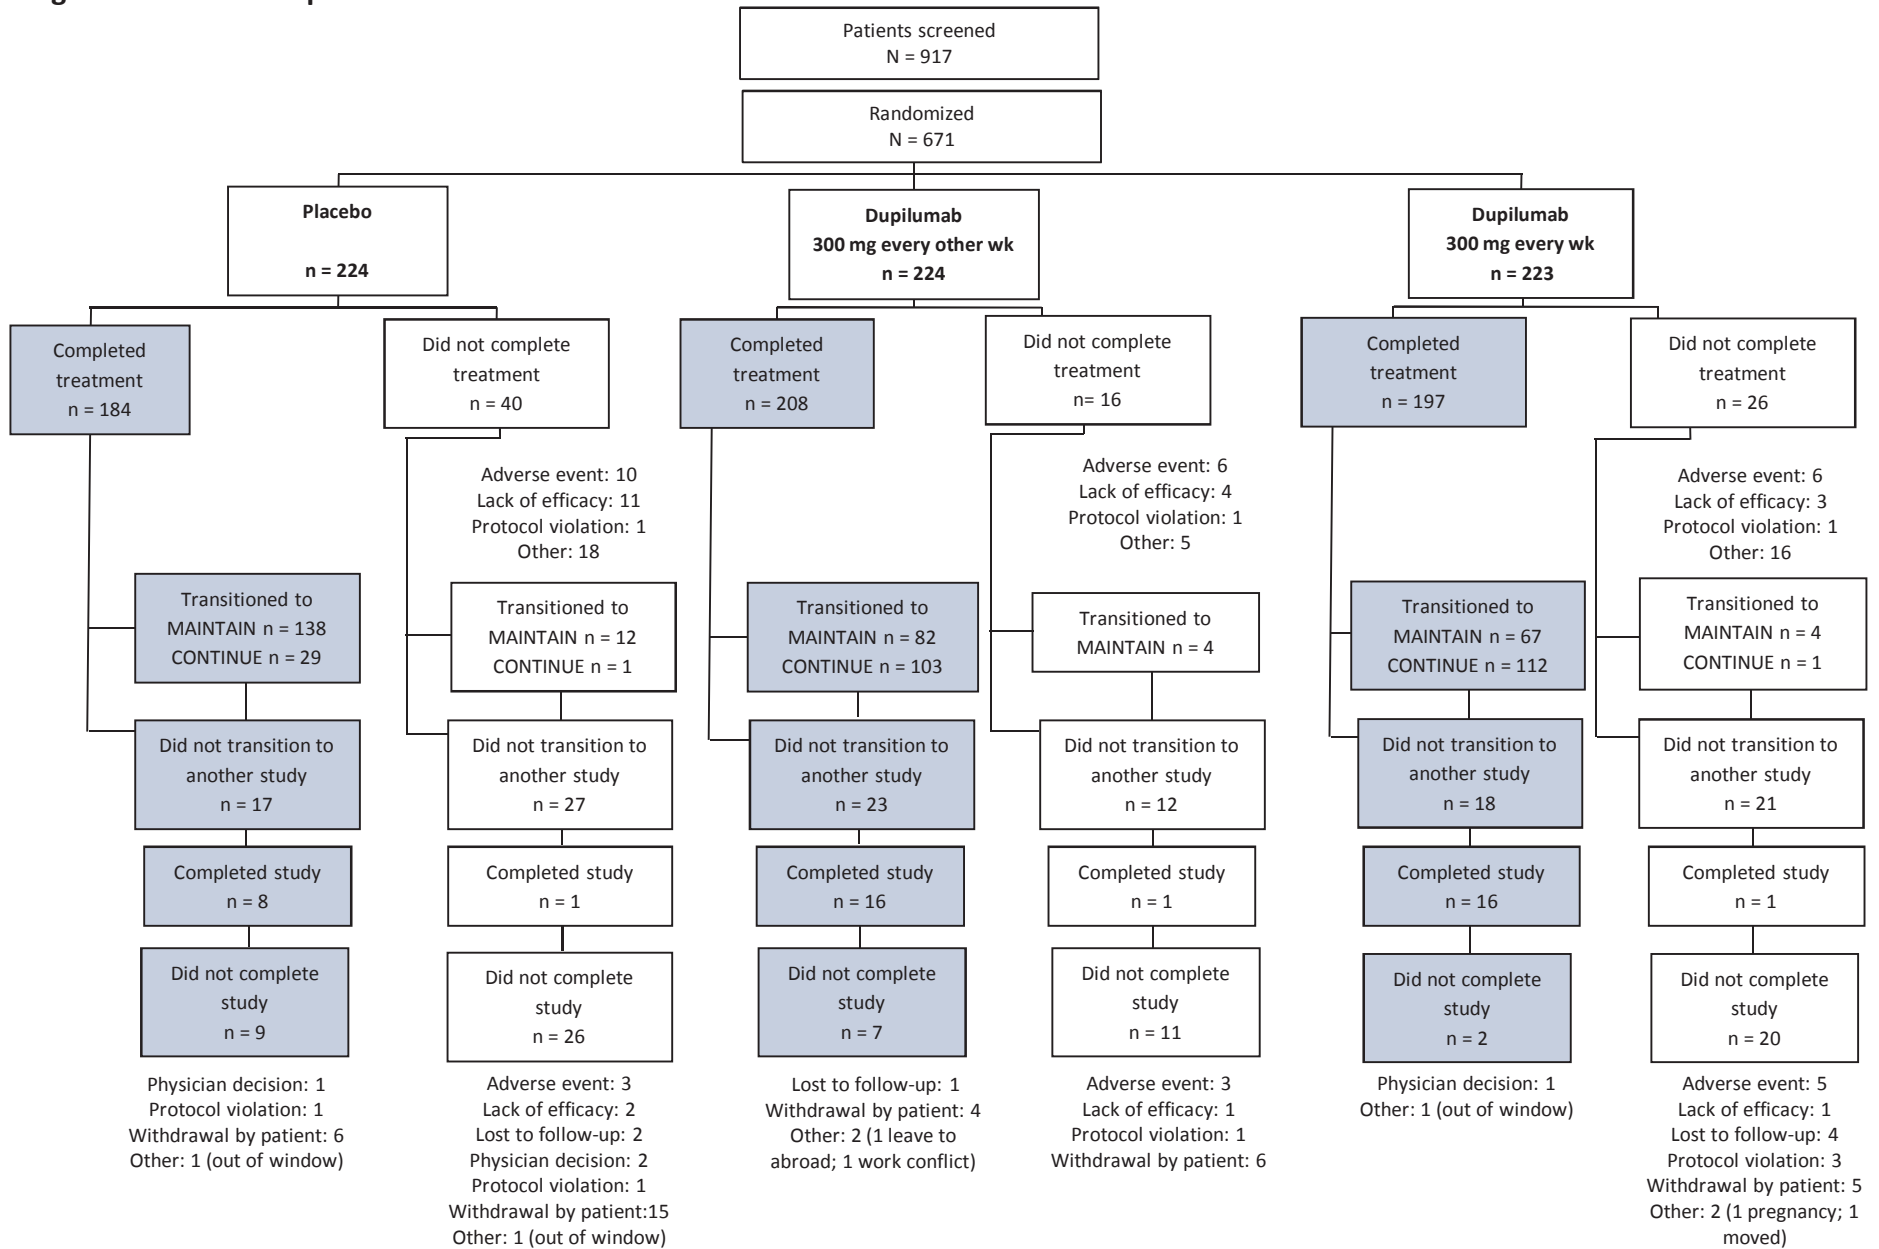 Patients screened
N = 917
Randomized
N = 671
Placebo
n = 224
Dupilumab
300 mg every other wk
n = 224
Dupilumab
300 mg every wk
n = 223
Completed
treatment
n = 184
Did not complete
treatment
n = 40
Completed
treatment
n = 208
Did not complete
treatment
n= 16
Completed
treatment
n = 197
Did not complete
treatment
n = 26
Adverse event: 10
Lack of efficacy: 11
Protocol violation: 1
Other: 18
Adverse event: 6
Lack of efficacy: 4
Protocol violation: 1
Other: 5
Adverse event: 6
Lack of efficacy: 3
Protocol violation: 1
Other: 16
Transitioned to
MAINTAIN n = 138
CONTINUE n = 29
Transitioned to
MAINTAIN n = 12
CONTINUE n = 1
Transitioned to
MAINTAIN n = 82
CONTINUE n = 103
Transitioned to
MAINTAIN n = 4
Transitioned to
MAINTAIN n = 67
CONTINUE n = 112
Transitioned to
MAINTAIN n = 4
CONTINUE n = 1
Did not transition to
another study
n = 17
Did not transition to
another study
n = 27
Did not transition to
another study
n = 23
Did not transition to
another study
n = 12
Did not transition to
another study
n = 18
Did not transition to
another study
n = 21
Completed study
n = 8
Completed study
n = 1
Completed study
n = 16
Completed study
n = 1
Completed study
n = 16
Completed study
n = 1
Did not complete
study
n = 9
Did not complete
study
n = 26
Did not complete
study
n = 7
Did not complete
study
n = 11
Did not complete
study
n = 2
Did not complete
study
n = 20
Physician decision: 1
Protocol violation: 1
Withdrawal by patient: 6
Other: 1 (out of window)
Adverse event: 3
Lack of efficacy: 2
Lost to follow-up: 2
Physician decision: 2
Protocol violation: 1
Withdrawal by patient:15
Other: 1 (out of window)
Lost to follow-up: 1
Withdrawal by patient: 4
Other: 2 (1 leave to
abroad; 1 work conflict)
Adverse event: 3
Lack of efficacy: 1
Protocol violation: 1
Withdrawal by patient: 6
Physician decision: 1
Other: 1 (out of window)
Adverse event: 5
Lack of efficacy: 1
Lost to follow-up: 4
Protocol violation: 3
Withdrawal by patient: 5
Other: 2 (1 pregnancy; 1
moved)